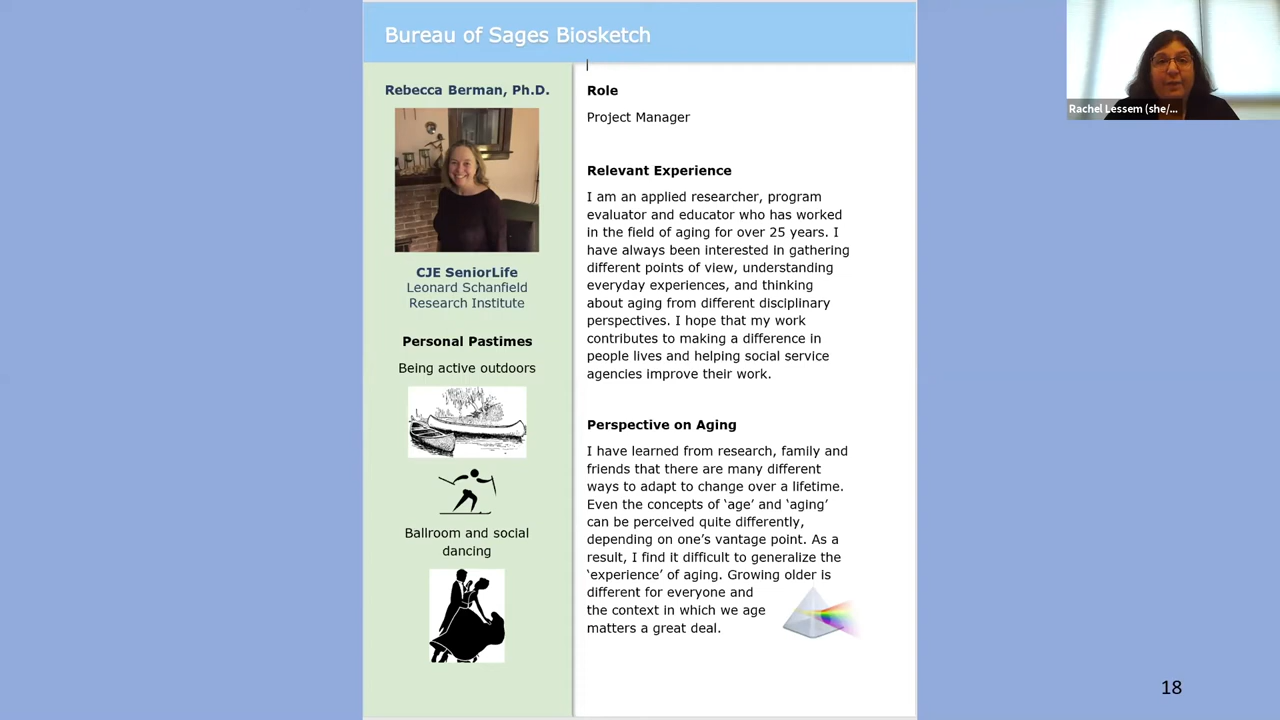 Bureau of Sages Biosketch
Rebecca Berman, Ph.D.
CJE SeniorLife
Leonard Schanfield
Research Institute
Personal Pastimes
Being active outdoors
Ballroom and social
dancing
Role
Project Manager
Relevant Experience
I am an applied researcher, program
evaluator and educator who has worked
in the field of aging for over 25 years. I
have always been interested in gathering
different points of view, understanding
everyday experiences, and thinking
about aging from different disciplinary
perspectives. I hope that my work
contributes to making a difference in
people lives and helping social service
agencies improve their work.
Perspective on Aging
I have learned from research, family and
friends that there are many different
ways to adapt to change over a lifetime.
Even the concepts of ‘age’ and ‘aging’
can be perceived quite differently,
depending on one’s vantage point. As a
result, I find it difficult to generalize the
‘experience’ of aging. Growing older is
different for everyone and
the context in which we age
matters a great deal.
Rachel Lessem (she/...
18